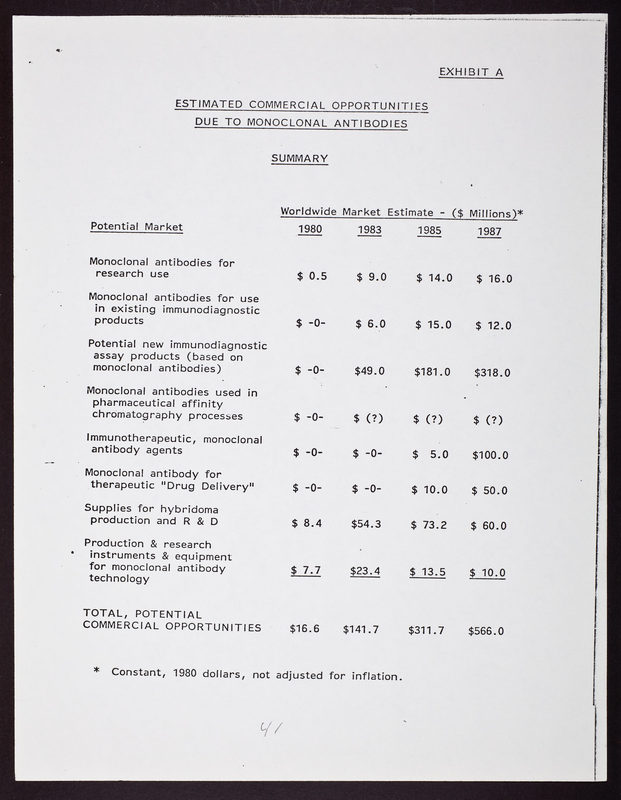 EXHIBIT A
ESTIMATED COMMERCIAL OPPORTUNITIES
DUE TO MONOCLONAL ANTIBODIES
SUMMARY
Worldwide Market Estimate - ($ Millions)*
Potential Market 1980 1983 1985 1987
Monoclonal antibodies for
research use $ 0.5 $ 9.0 $ 14.0 $ 16.0
Monoclonal antibodies for use
in existing immunodiagnostic
products $ -0- $ 6.0 $ 15.0 $ 12.0
Potential new immunodiagnostic
assay products (based on
monoclonal antibodies) $ -0- $49.0 $181.0 $318.0
Monoclonal antibodies used in
pharmaceutical affinity
chromatography processes $ -0- $ (?) $ (?) $ (?)
Immunotherapeutic, monoclonal
antibody agents $ -0- $ -0- $ 5.0 $100.0
Monoclonal antibody for
therapeutic "Drug Delivery" $ -0- $ -0- $ 10.0 $ 50.0
Supplies for hybridoma
production and R & D $ 8.4 $54.3 $ 73.2 $ 60.0
Production & research
instruments & equipment
for monoclonal antibody $ 7.7 $23.4 $ 13.5 $ 10.0
technology
TOTAL, POTENTIAL
COMMERCIAL OPPORTUNITIES $16.6 $141.7 $311.7 $566.0
* Constant, 1980 dollars, not adjusted for inflation.
41